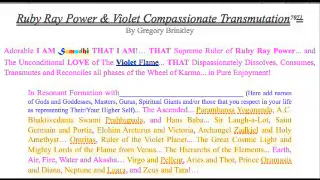 Ruby Ray Power & Violet Compassionate Transmutation
By Gregory Brinkley
Adorable I AM Samadhi THAT I AM!… THAT Supreme Ruler of Ruby Ray Power... and
The Unconditional LOVE of The Violet Flame... THAT Dispassionately Dissolves, Consumes,
Transmutes and Reconciles all phases of the Wheel of Karma... in Pure Enjoyment!
In Resonant Formation with (Here add names
of Gods and Goddesses, Masters, Gurus, Spiritual Giants and/or those that you respect in your life
as representing Their/Your Higher Self)... The Ascended... Paramhansa Yogananda, A.C.
Bhaktivedanta Swami Prabhupada, and Hans Baba... Sir Laugh-a-Lot, Saint
Germain and Portia, Elohim Arcturus and Victoria, Archangel Zadkiel and Holy
Amethyst... Omritas, Ruler of the Violet Planet... The Great Cosmic Light and
Mighty Lords of the Flame from Venus... The Hierarchs of the Elements... Earth,
Air, Fire, Water and Akasha... Virgo and Pelleur, Aries and Thor, Prince Oromasis
and Diana, Neptune and Luara, and Zeus and Tara!…